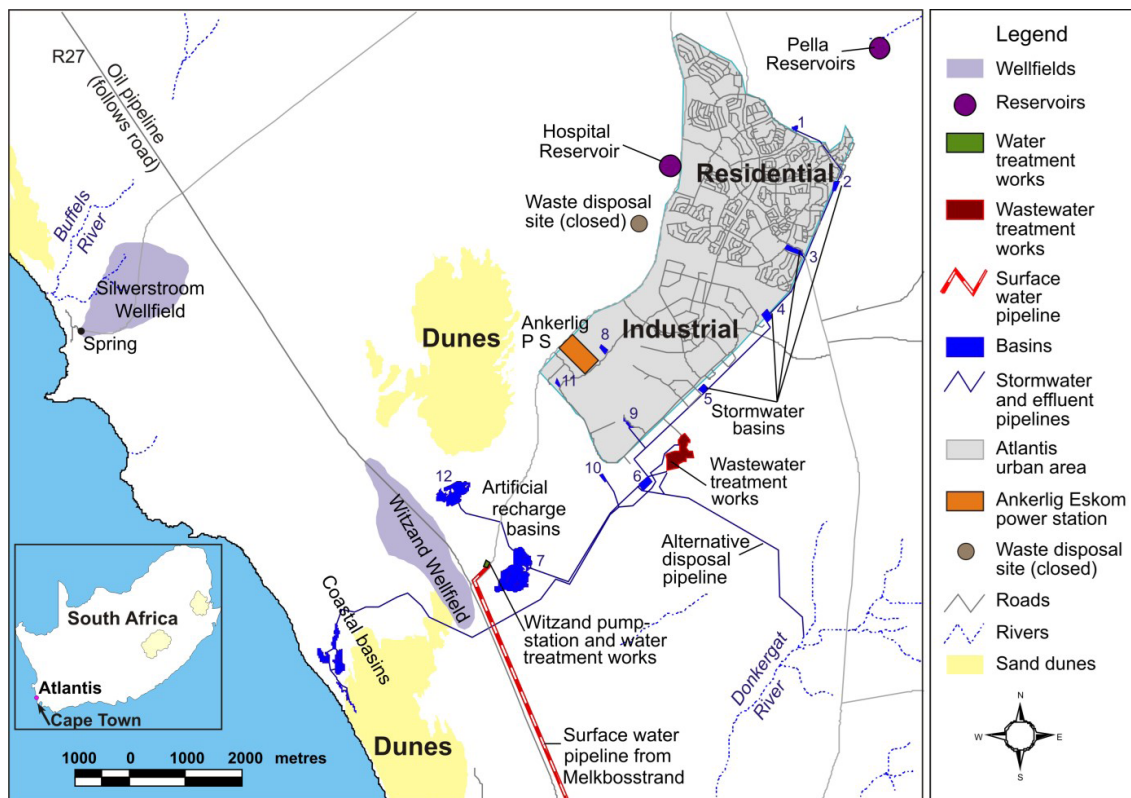 R27
Oil pipeline
(follows road)
Pella
Reservoirs
Hospital
Reservoir
Residential
Waste disposal
site (closed)
Buffels
River
Silwerstroom
Wellfield
Spring
Dunes
Ankerlig
P S
Industrial
1
2
3
4
5
6
7
8
9
10
11
12
Stormwater
basins
Wastewater
treatment
works
Artificial
recharge
basins
Witzand Wellfield
Alternative
disposal
pipeline
Coastal basins
Witzand pump-
station and water
treatment works
Donkergat
River
Dunes
Surface water
pipeline from
Melkbosstrand
South Africa
Atlantis
Cape Town
1000 0 1000 2000 metres
Legend
Wellfields
Reservoirs
Water
treatment
works
Wastewater
treatment
works
Surface
water
pipeline
Basins
Stormwater
and effluent
pipelines
Atlantis
urban area
Ankerlig Eskom
power station
Waste disposal
site (closed)
Roads
Rivers
Sand dunes
N
W E
S